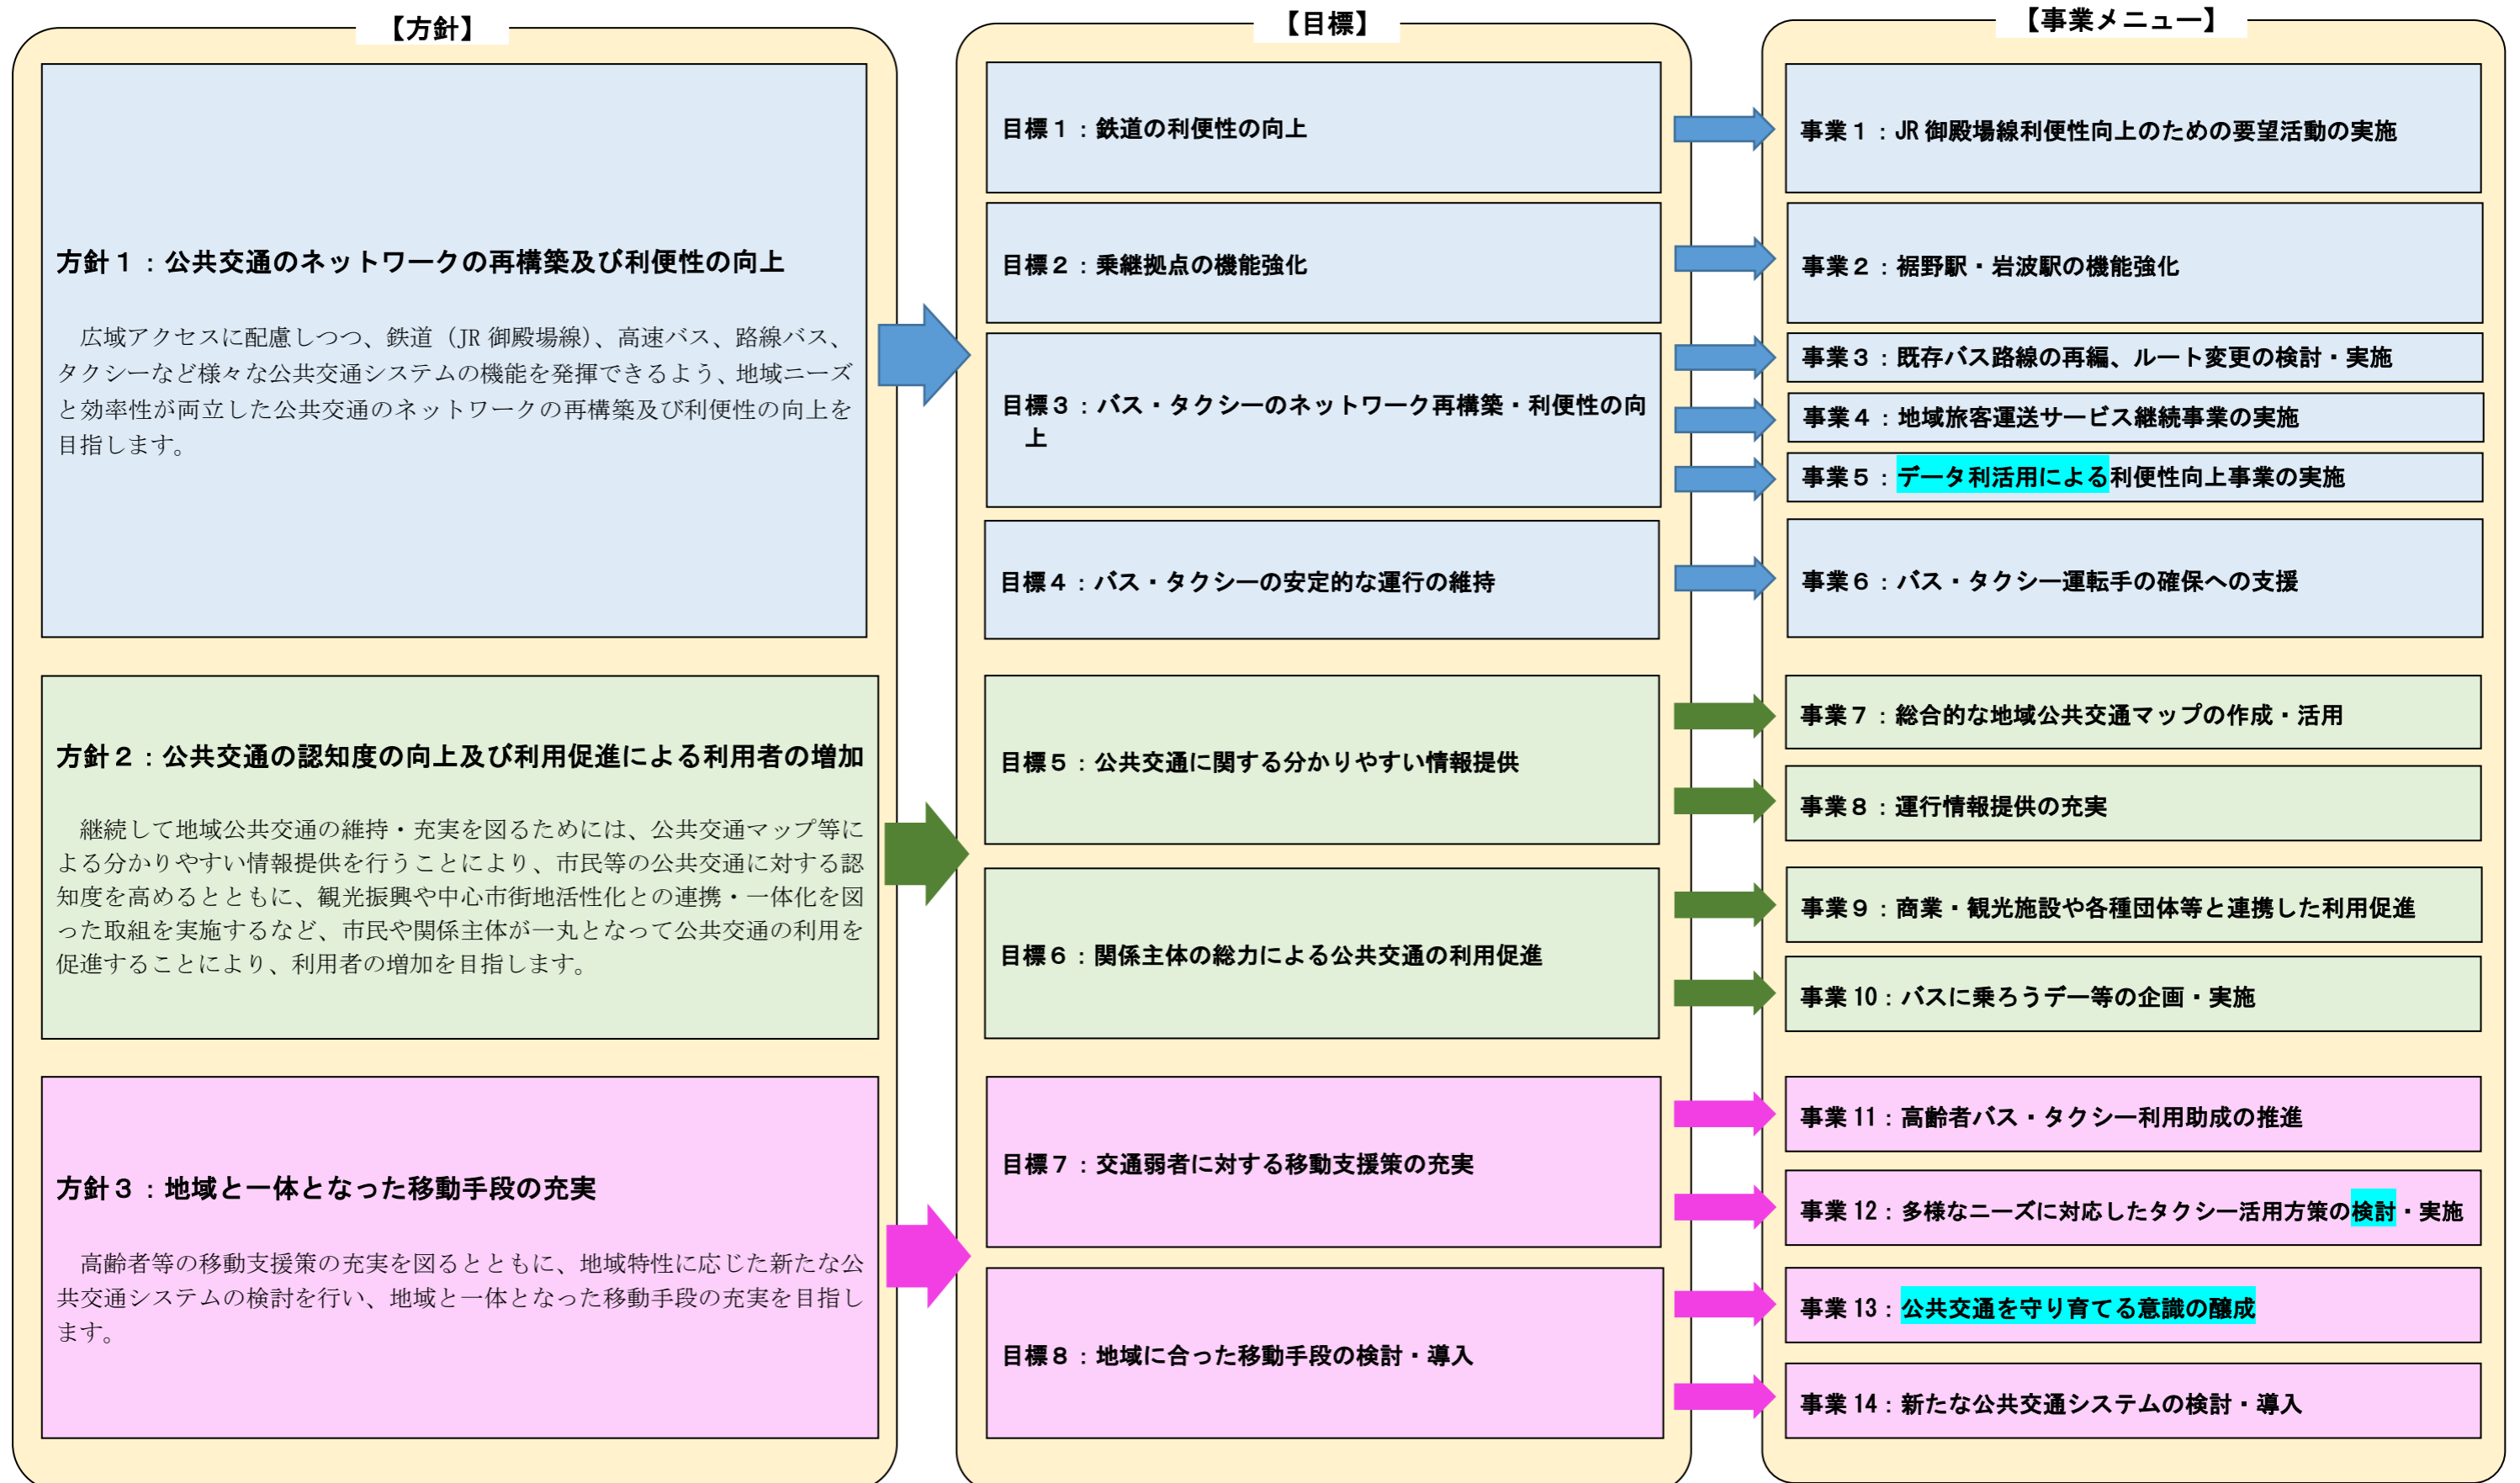 【方針】
方針１：公共交通のネットワークの再構築及び利便性の向上
広域アクセスに配慮しつつ、鉄道（JR 御殿場線）、高速バス、路線バス、
タクシーなど様々な公共交通システムの機能を発揮できるよう、地域ニーズ
と効率性が両立した公共交通のネットワークの再構築及び利便性の向上を
目指します。
方針２：公共交通の認知度の向上及び利用促進による利用者の増加
継続して地域公共交通の維持・充実を図るためには、公共交通マップ等に
よる分かりやすい情報提供を行うことにより、市民等の公共交通に対する認
知度を高めるとともに、観光振興や中心市街地活性化との連携・一体化を図
った取組を実施するなど、市民や関係主体が一丸となって公共交通の利用を
促進することにより、利用者の増加を目指します。
方針３：地域と一体となった移動手段の充実
高齢者等の移動支援策の充実を図るとともに、地域特性に応じた新たな公
共交通システムの検討を行い、地域と一体となった移動手段の充実を目指し
ます。
【目標】
目標１：鉄道の利便性の向上
目標２：乗継拠点の機能強化
目標３：バス・タクシーのネットワーク再構築・利便性の向
上
目標４：バス・タクシーの安定的な運行の維持
目標５：公共交通に関する分かりやすい情報提供
目標６：関係主体の総力による公共交通の利用促進
目標７：交通弱者に対する移動支援策の充実
目標８：地域に合った移動手段の検討・導入
【事業メニュー】
事業１：JR 御殿場線利便性向上のための要望活動の実施
事業２：裾野駅・岩波駅の機能強化
事業３：既存バス路線の再編、ルート変更の検討・実施
事業４：地域旅客運送サービス継続事業の実施
事業５：データ利活用による利便性向上事業の実施
事業６：バス・タクシー運転手の確保への支援
事業７：総合的な地域公共交通マップの作成・活用
事業８：運行情報提供の充実
事業９：商業・観光施設や各種団体等と連携した利用促進
事業 10：バスに乗ろうデー等の企画・実施
事業 11：高齢者バス・タクシー利用助成の推進
事業 12：多様なニーズに対応したタクシー活用方策の検討・実施
事業 13：公共交通を守り育てる意識の醸成
事業 14：新たな公共交通システムの検討・導入